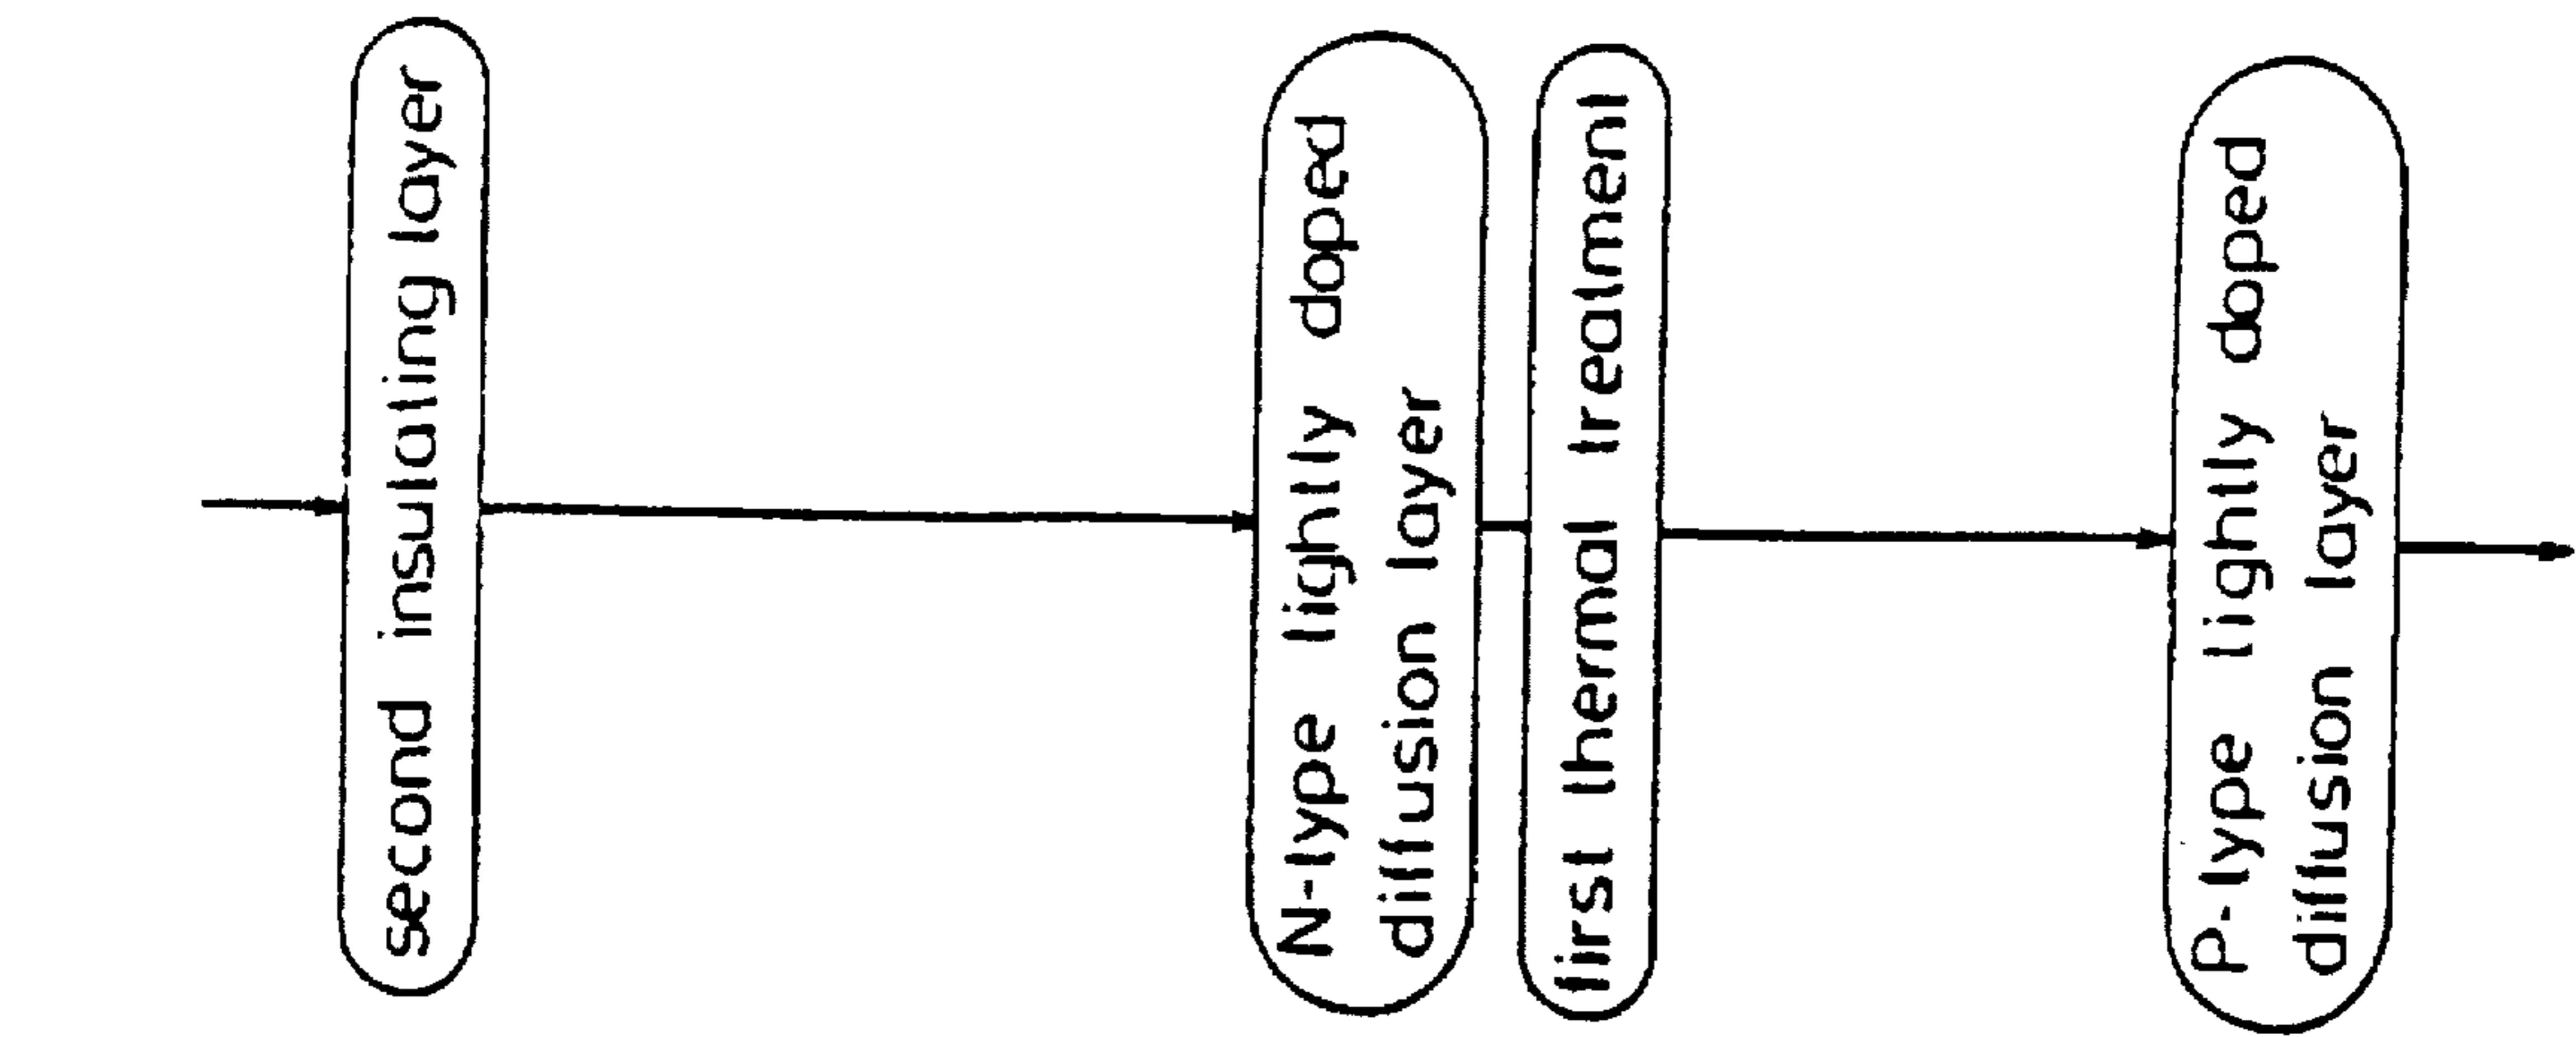 second insulating layer
N-type lightly doped
diffusion layer
first thermal treatment
P-type lightly doped
diffusion layer